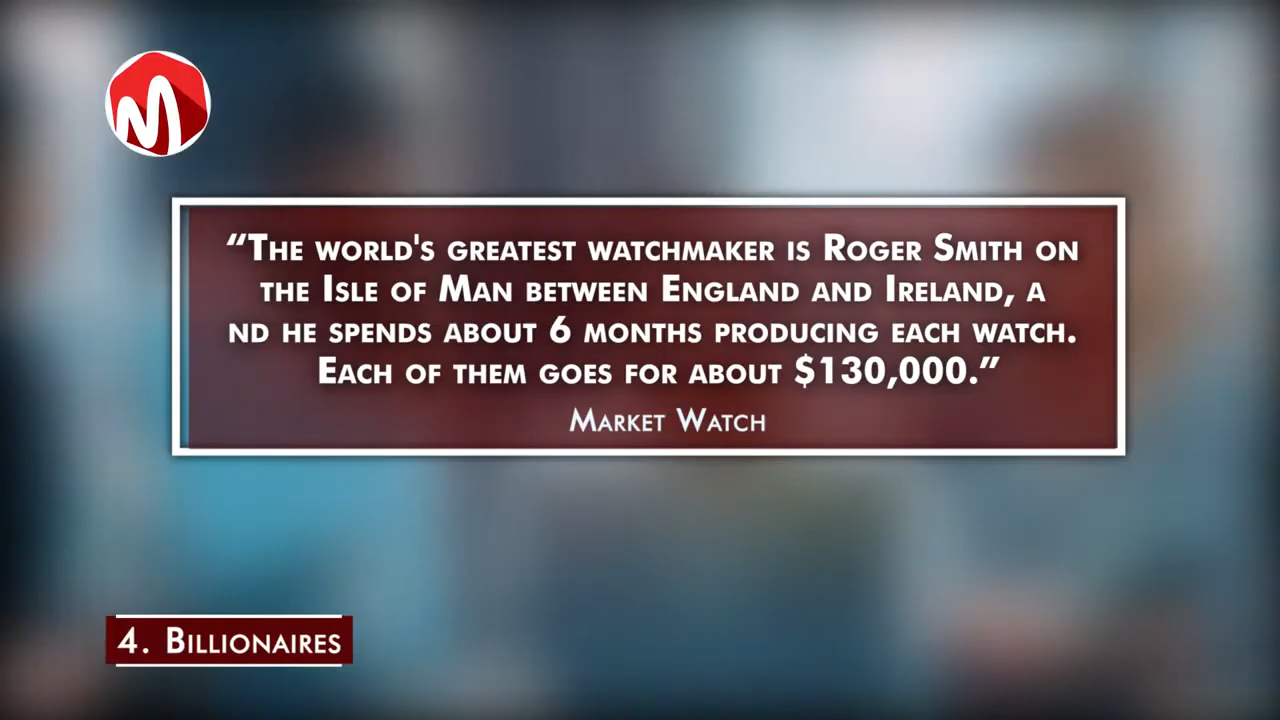 “The world's greatest watchmaker is Roger Smith on
the Isle of Man between England and Ireland, a
nd he spends about 6 months producing each watch.
Each of them goes for about $130,000.”
Market Watch
4. Billionaires